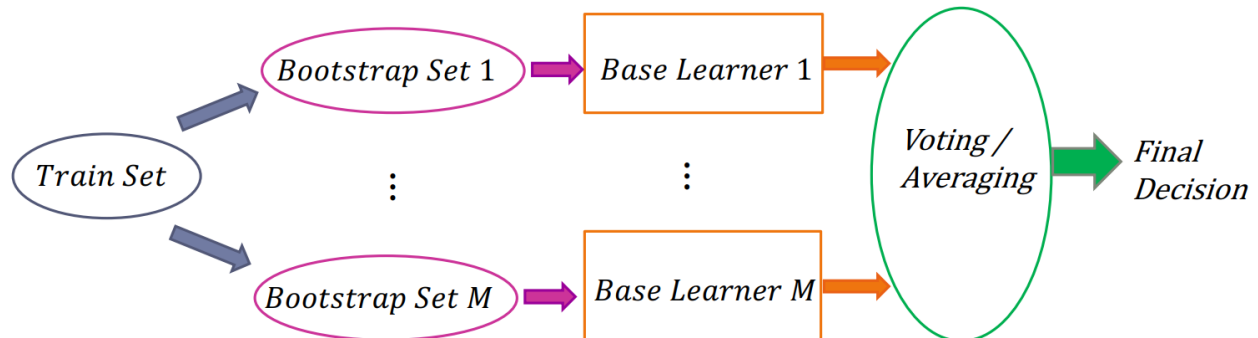 Train Set
Bootstrap Set 1
⋮
Bootstrap Set M
Base Learner 1
⋮
Base Learner M
Voting /
Averaging
Final
Decision